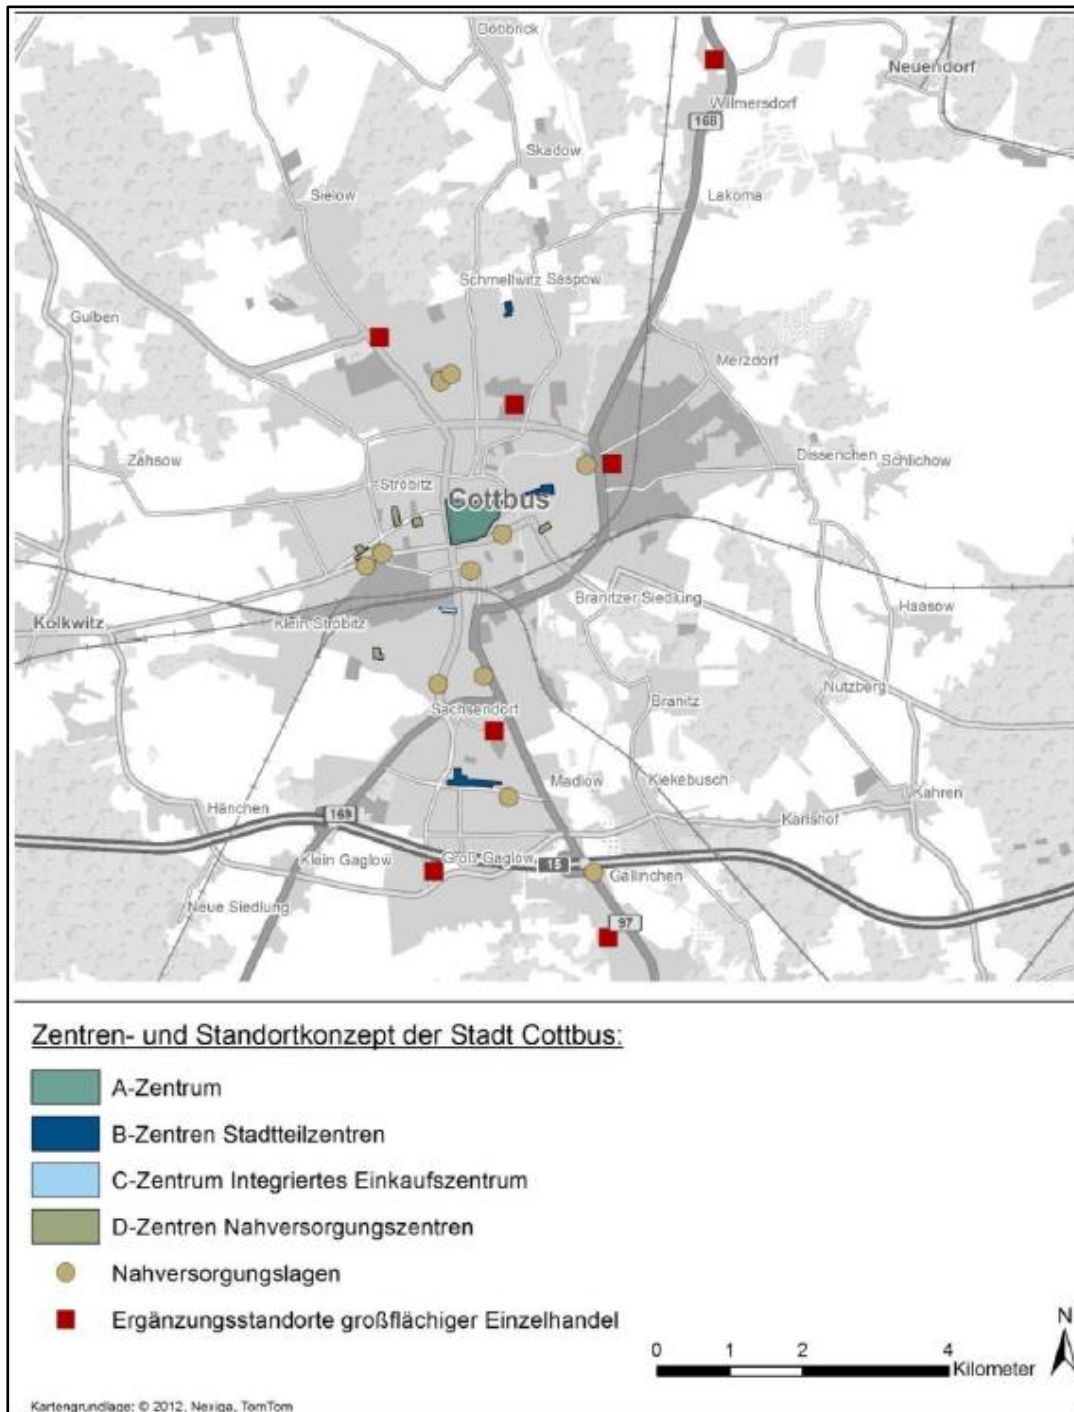 Döbbrick
Neuendorf
Willmersdorf
168
Skadow
Sielow
Lakoma
Schmellwitz Saspow
Gulben
Merzdorf
Zahsow
Dissenchen
Schlichow
Ströbitz
Cottbus
Branitzer Siedlung
Haasow
Kolkwitz
Klein Ströbitz
Nutzberg
Branitz
Sachsendorf
Madlow
Kiekebusch
Kahren
Hänchen
169
Karlshof
Klein Gaglow
Groß Gaglow
15
Gallinchen
Neue Siedlung
97
Zentren- und Standortkonzept der Stadt Cottbus:
A-Zentrum
B-Zentren Stadtteilzentren
C-Zentrum Integriertes Einkaufszentrum
D-Zentren Nahversorgungszentren
Nahversorgungslagen
Ergänzungsstandorte großflächiger Einzelhandel
N
0 1 2 4
Kilometer
Kartengrundlage: © 2012, Nexiga, TomTom